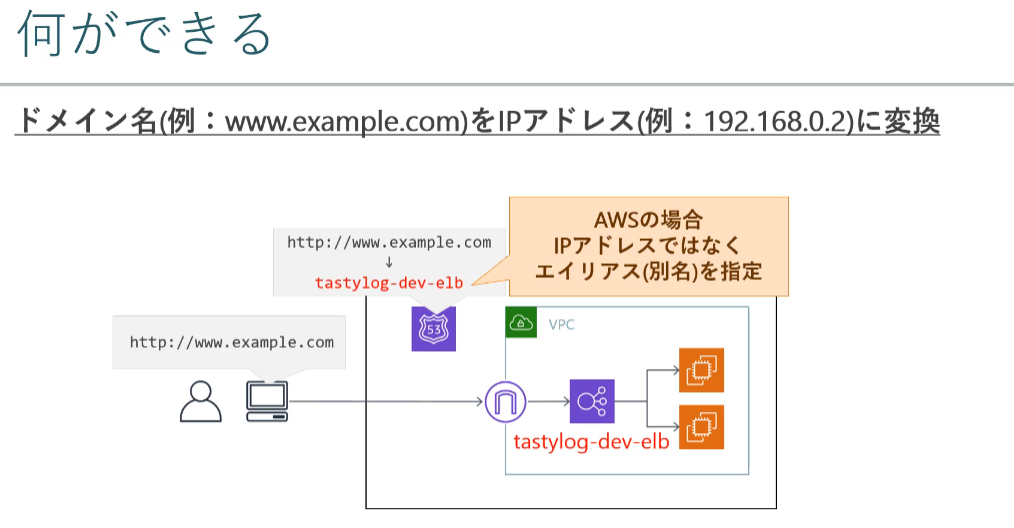 何ができる
ドメイン名(例：www.example.com)をIPアドレス(例：192.168.0.2)に変換
AWSの場合
IPアドレスではなく
エイリアス(別名)を指定
http://www.example.com
↓
tastylog-dev-elb
53
VPC
http://www.example.com
tastylog-dev-elb